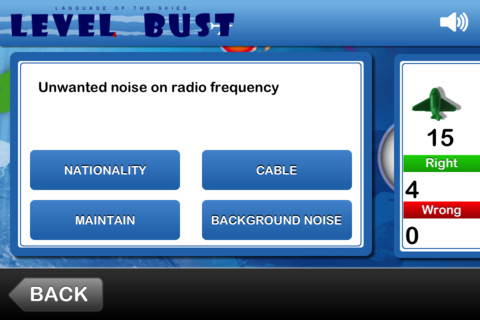 LANGUAGE OF THE SKIES
LEVEL BUST
Unwanted noise on radio frequency
NATIONALITY
CABLE
MAINTAIN
BACKGROUND NOISE
15
Right
4
Wrong
0
BACK